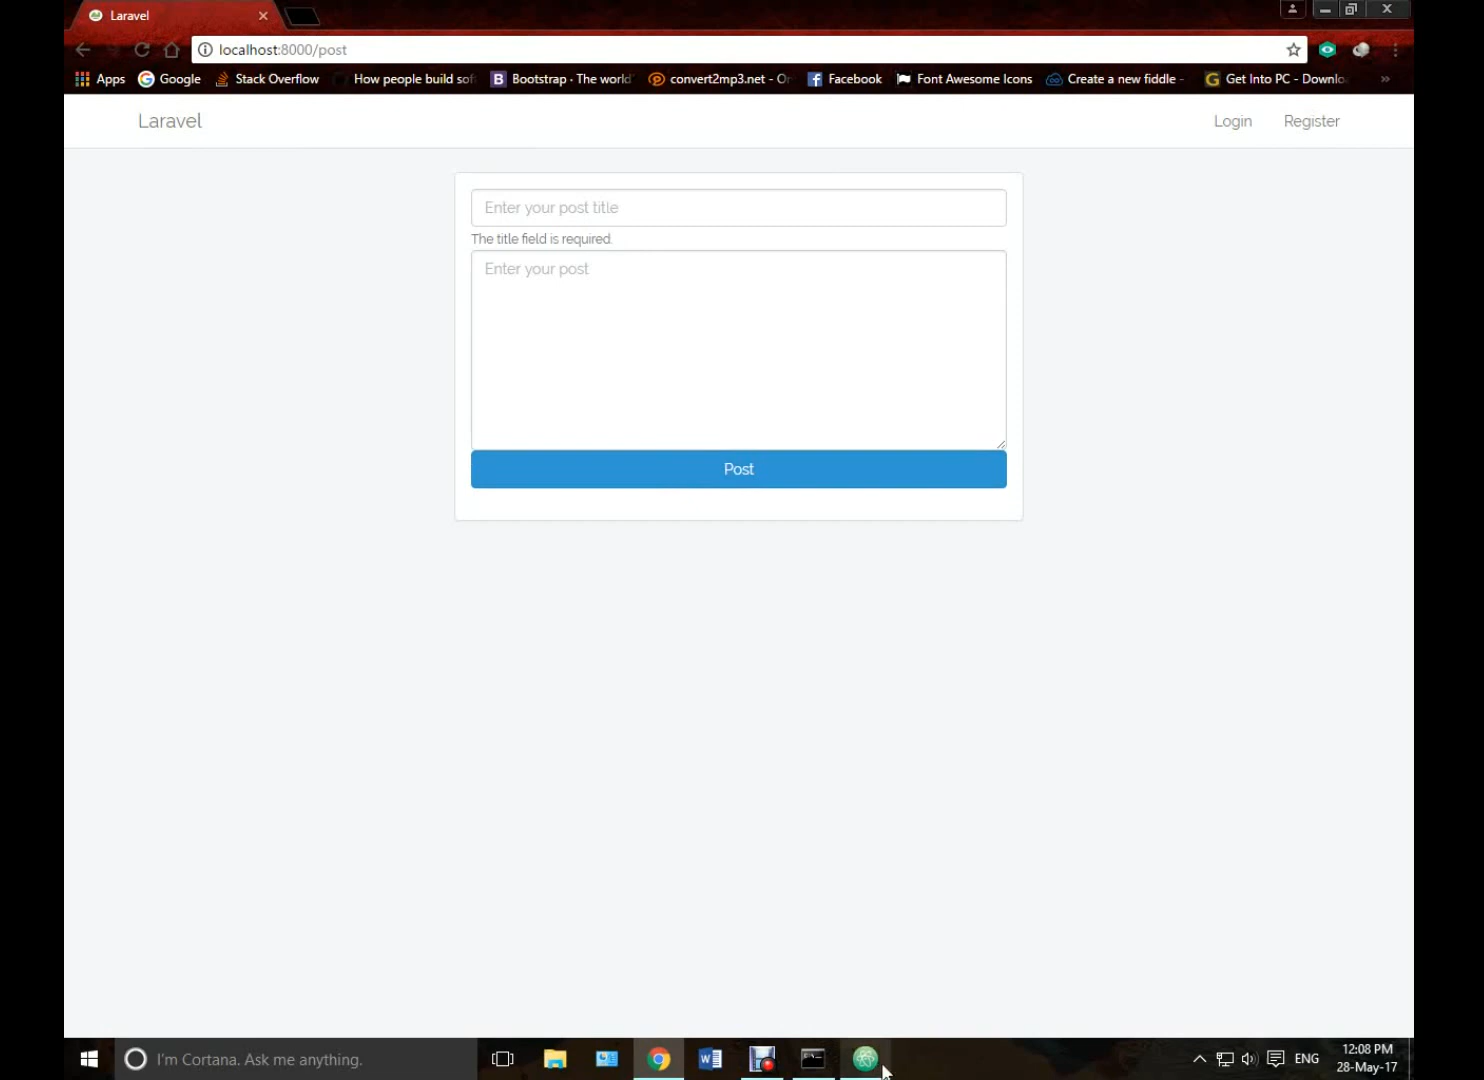 Laravel
localhost:8000/post
Apps Google Stack Overflow How people build sof Bootstrap · The world convert2mp3.net - On Facebook Font Awesome Icons Create a new fiddle - Get Into PC - Downlo »
Laravel Login Register
Enter your post title
The title field is required.
Enter your post
Post
I'm Cortana. Ask me anything.
ENG
12:08 PM
28-May-17